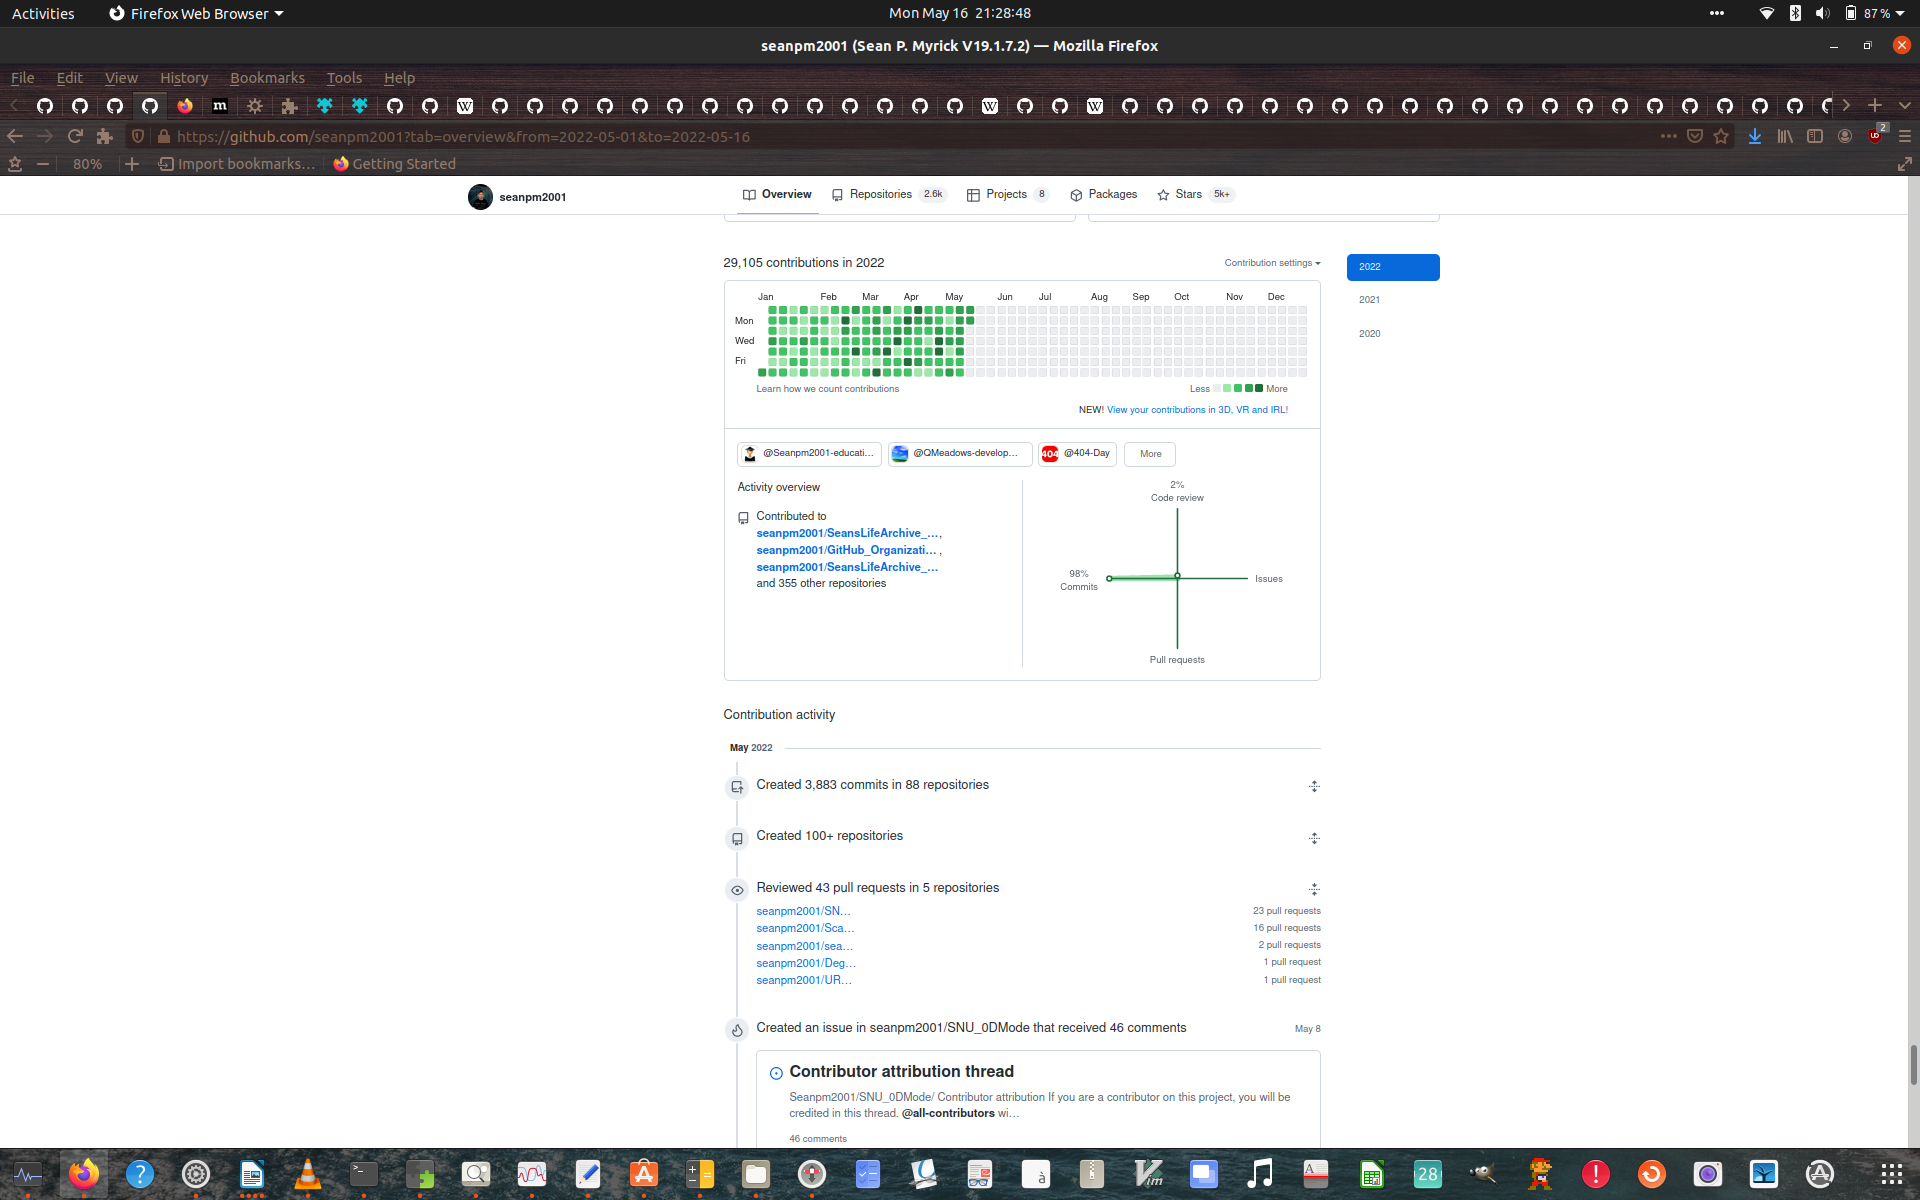 Activities Firefox Web Browser Mon May 16 21:28:48 87 %
seanpm2001 (Sean P. Myrick V19.1.7.2) — Mozilla Firefox
File Edit View History Bookmarks Tools Help
https://github.com/seanpm2001?tab=overview&from=2022-05-01&to=2022-05-16 2
80% Import bookmarks... Getting Started
seanpm2001 Overview Repositories 2.6k Projects 8 Packages Stars 5k+
29,105 contributions in 2022 Contribution settings 2022
Jan Feb Mar Apr May Jun Jul Aug Sep Oct Nov Dec 2021
Mon
Wed 2020
Fri
Learn how we count contributions Less More
NEW! View your contributions in 3D, VR and IRL!
@Seanpm2001-educati... @QMeadows-develop... 404 @404-Day More
Activity overview 2%
Code review
Contributed to
seanpm2001/SeansLifeArchive_... ,
seanpm2001/GitHub_Organizati... ,
seanpm2001/SeansLifeArchive_...
and 355 other repositories
98%
Commits
Issues
Pull requests
Contribution activity
May 2022
Created 3,883 commits in 88 repositories
Created 100+ repositories
Reviewed 43 pull requests in 5 repositories
seanpm2001/SN... 23 pull requests
seanpm2001/Sca... 16 pull requests
seanpm2001/sea... 2 pull requests
seanpm2001/Deg... 1 pull request
seanpm2001/UR... 1 pull request
Created an issue in seanpm2001/SNU_0DMode that received 46 comments May 8
Contributor attribution thread
Seanpm2001/SNU_0DMode/ Contributor attribution If you are a contributor on this project, you will be
credited in this thread. @all-contributors wi...
46 comments
28